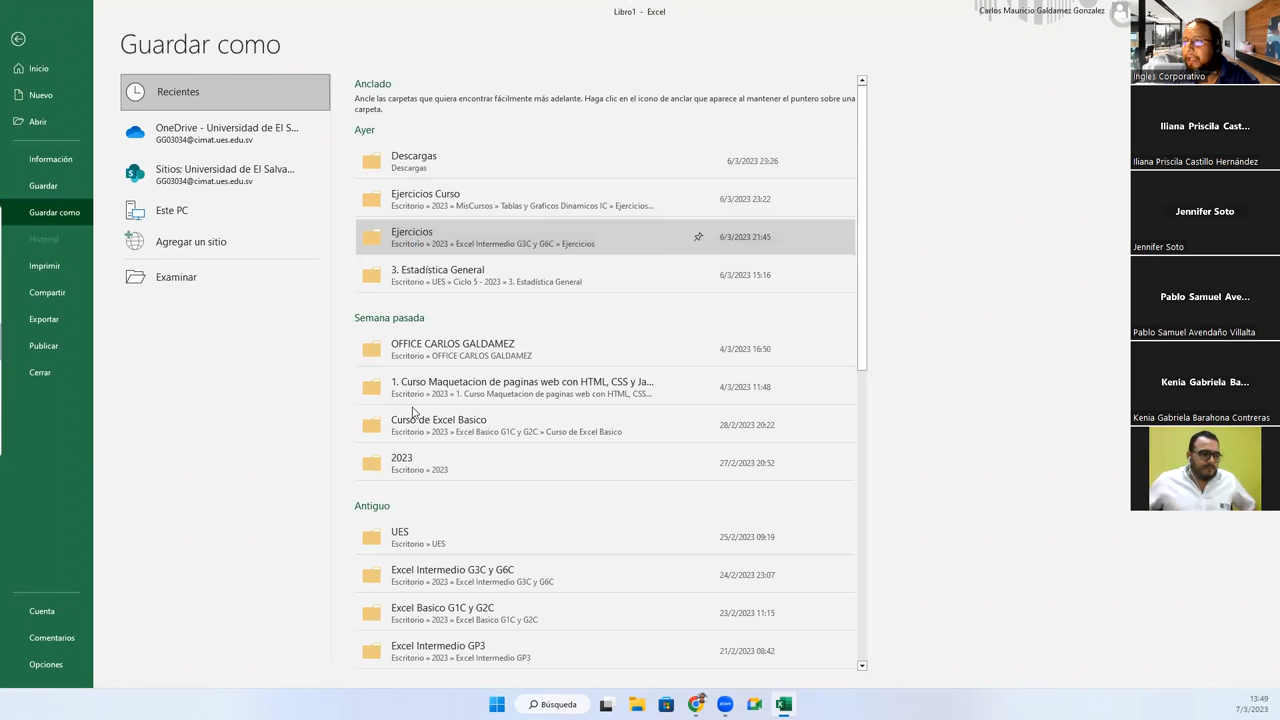 Libro1 - Excel
Carlos Mauricio Galdamez Gonzalez
Guardar como
Inicio
Nuevo
Abrir
Información
Guardar
Guardar como
Historial
Imprimir
Compartir
Exportar
Publicar
Cerrar
Cuenta
Comentarios
Opciones
Recientes
OneDrive - Universidad de El S...
GG03034@cimat.ues.edu.sv
Sitios: Universidad de El Salva...
GG03034@cimat.ues.edu.sv
Este PC
Agregar un sitio
Examinar
Anclado
Ancle las carpetas que quiera encontrar fácilmente más adelante. Haga clic en el icono de anclar que aparece al mantener el puntero sobre una
carpeta.
Ayer
Descargas
Descargas
6/3/2023 23:26
Ejercicios Curso
Escritorio » 2023 » MisCursos » Tablas y Graficos Dinamicos IC » Ejercicios...
6/3/2023 23:22
Ejercicios
Escritorio » 2023 » Excel Intermedio G3C y G6C » Ejercicios
6/3/2023 21:45
3. Estadística General
Escritorio » UES » Ciclo 5 - 2023 » 3. Estadística General
6/3/2023 15:16
Semana pasada
OFFICE CARLOS GALDAMEZ
Escritorio » OFFICE CARLOS GALDAMEZ
4/3/2023 16:50
1. Curso Maquetacion de paginas web con HTML, CSS y Ja...
Escritorio » 2023 » 1. Curso Maquetacion de paginas web con HTML, CSS...
4/3/2023 11:48
Curso de Excel Basico
Escritorio » 2023 » Excel Basico G1C y G2C » Curso de Excel Basico
28/2/2023 20:22
2023
Escritorio » 2023
27/2/2023 20:52
Antiguo
UES
Escritorio » UES
25/2/2023 09:19
Excel Intermedio G3C y G6C
Escritorio » 2023 » Excel Intermedio G3C y G6C
24/2/2023 23:07
Excel Basico G1C y G2C
Escritorio » 2023 » Excel Basico G1C y G2C
23/2/2023 11:15
Excel Intermedio GP3
Escritorio » 2023 » Excel Intermedio GP3
21/2/2023 08:42
Ingles Corporativo
Iliana Priscila Cast...
Iliana Priscila Castillo Hernández
Jennifer Soto
Jennifer Soto
Pablo Samuel Ave...
Pablo Samuel Avendaño Villalta
Kenia Gabriela Ba...
Kenia Gabriela Barahona Contreras
Búsqueda
13:49
7/3/2023